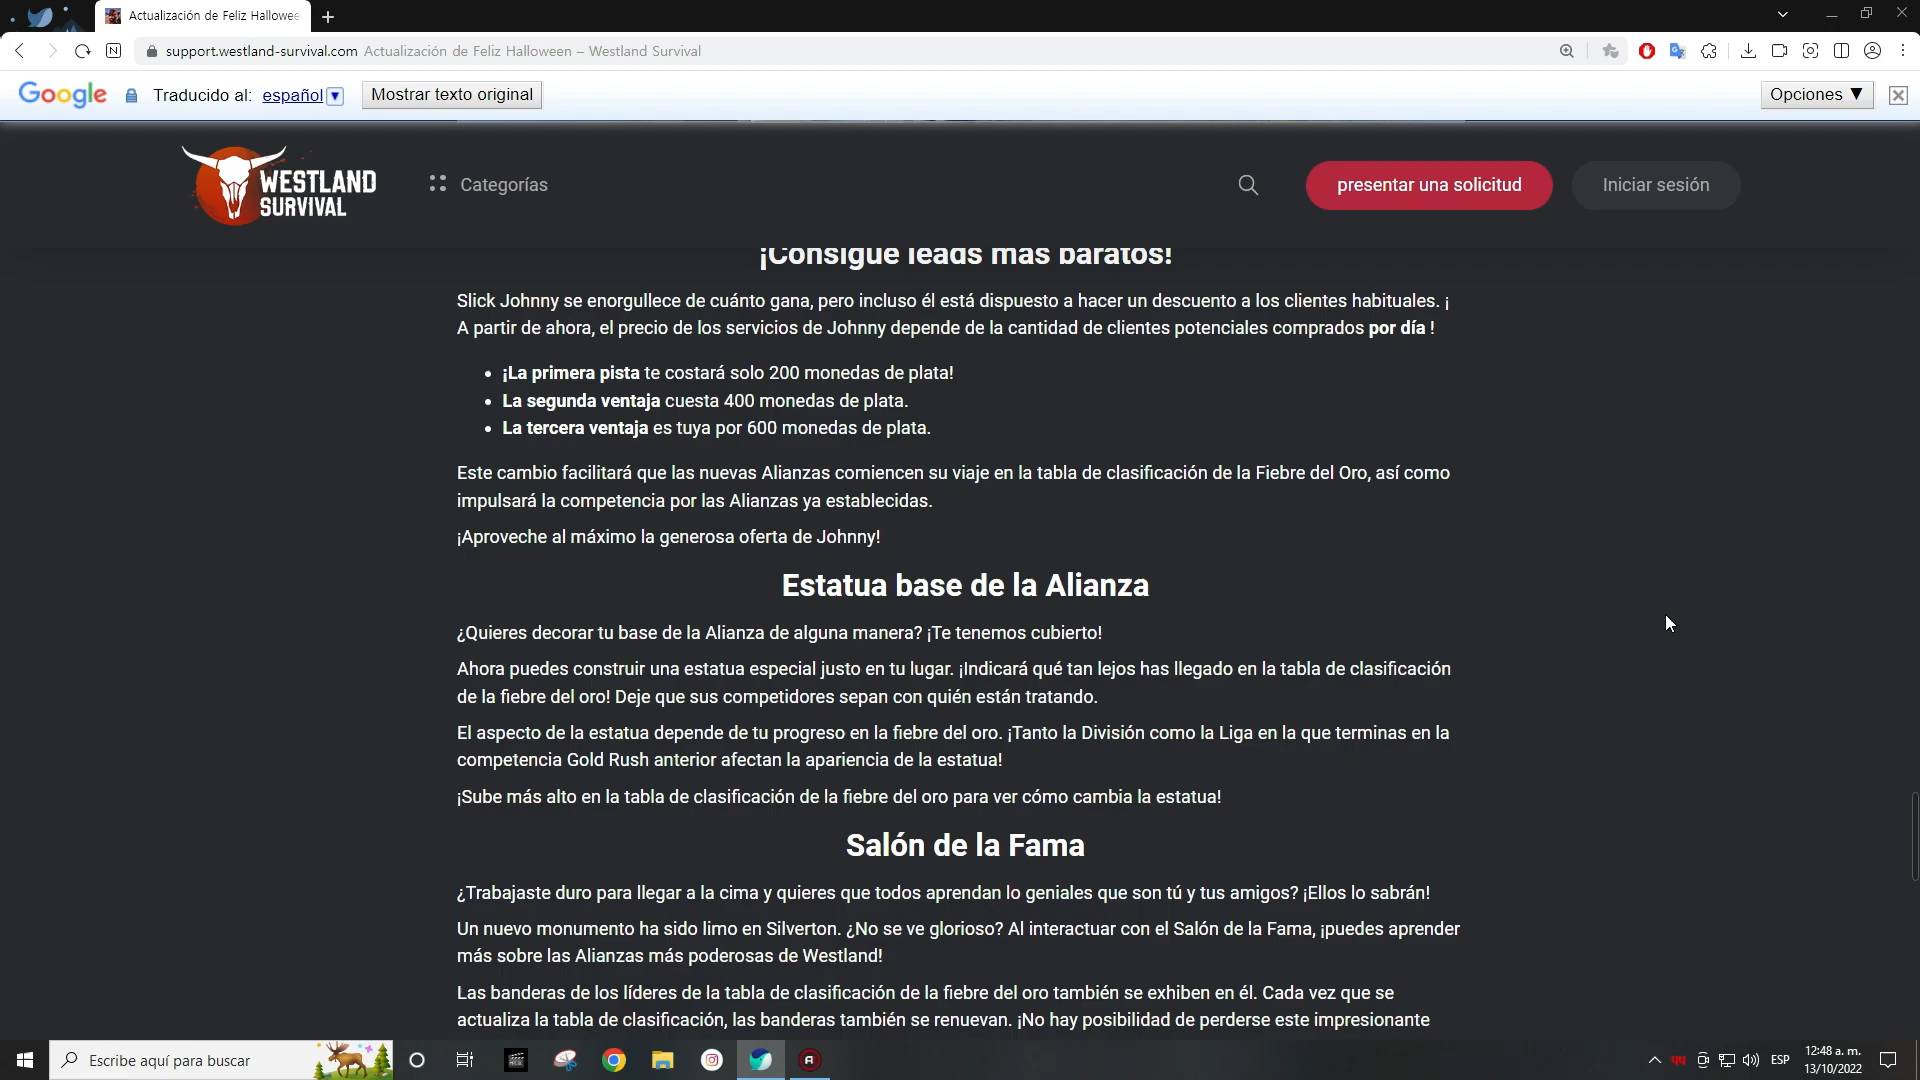 Actualización de Feliz Hallowee
support.westland-survival.com Actualización de Feliz Halloween – Westland Survival
Google Traducido al: español Mostrar texto original Opciones ▼
WESTLAND SURVIVAL
Categorías
presentar una solicitud
Iniciar sesión
¡Consigue leads más baratos!
Slick Johnny se enorgullece de cuánto gana, pero incluso él está dispuesto a hacer un descuento a los clientes habituales. ¡
A partir de ahora, el precio de los servicios de Johnny depende de la cantidad de clientes potenciales comprados por día !
• ¡La primera pista te costará solo 200 monedas de plata!
• La segunda ventaja cuesta 400 monedas de plata.
• La tercera ventaja es tuya por 600 monedas de plata.
Este cambio facilitará que las nuevas Alianzas comiencen su viaje en la tabla de clasificación de la Fiebre del Oro, así como
impulsará la competencia por las Alianzas ya establecidas.
¡Aproveche al máximo la generosa oferta de Johnny!
Estatua base de la Alianza
¿Quieres decorar tu base de la Alianza de alguna manera? ¡Te tenemos cubierto!
Ahora puedes construir una estatua especial justo en tu lugar. ¡Indicará qué tan lejos has llegado en la tabla de clasificación
de la fiebre del oro! Deje que sus competidores sepan con quién están tratando.
El aspecto de la estatua depende de tu progreso en la fiebre del oro. ¡Tanto la División como la Liga en la que terminas en la
competencia Gold Rush anterior afectan la apariencia de la estatua!
¡Sube más alto en la tabla de clasificación de la fiebre del oro para ver cómo cambia la estatua!
Salón de la Fama
¿Trabajaste duro para llegar a la cima y quieres que todos aprendan lo geniales que son tú y tus amigos? ¡Ellos lo sabrán!
Un nuevo monumento ha sido limo en Silverton. ¿No se ve glorioso? Al interactuar con el Salón de la Fama, ¡puedes aprender
más sobre las Alianzas más poderosas de Westland!
Las banderas de los líderes de la tabla de clasificación de la fiebre del oro también se exhiben en él. Cada vez que se
actualiza la tabla de clasificación, las banderas también se renuevan. ¡No hay posibilidad de perderse este impresionante
Escribe aquí para buscar
ESP
12:48 a. m.
13/10/2022